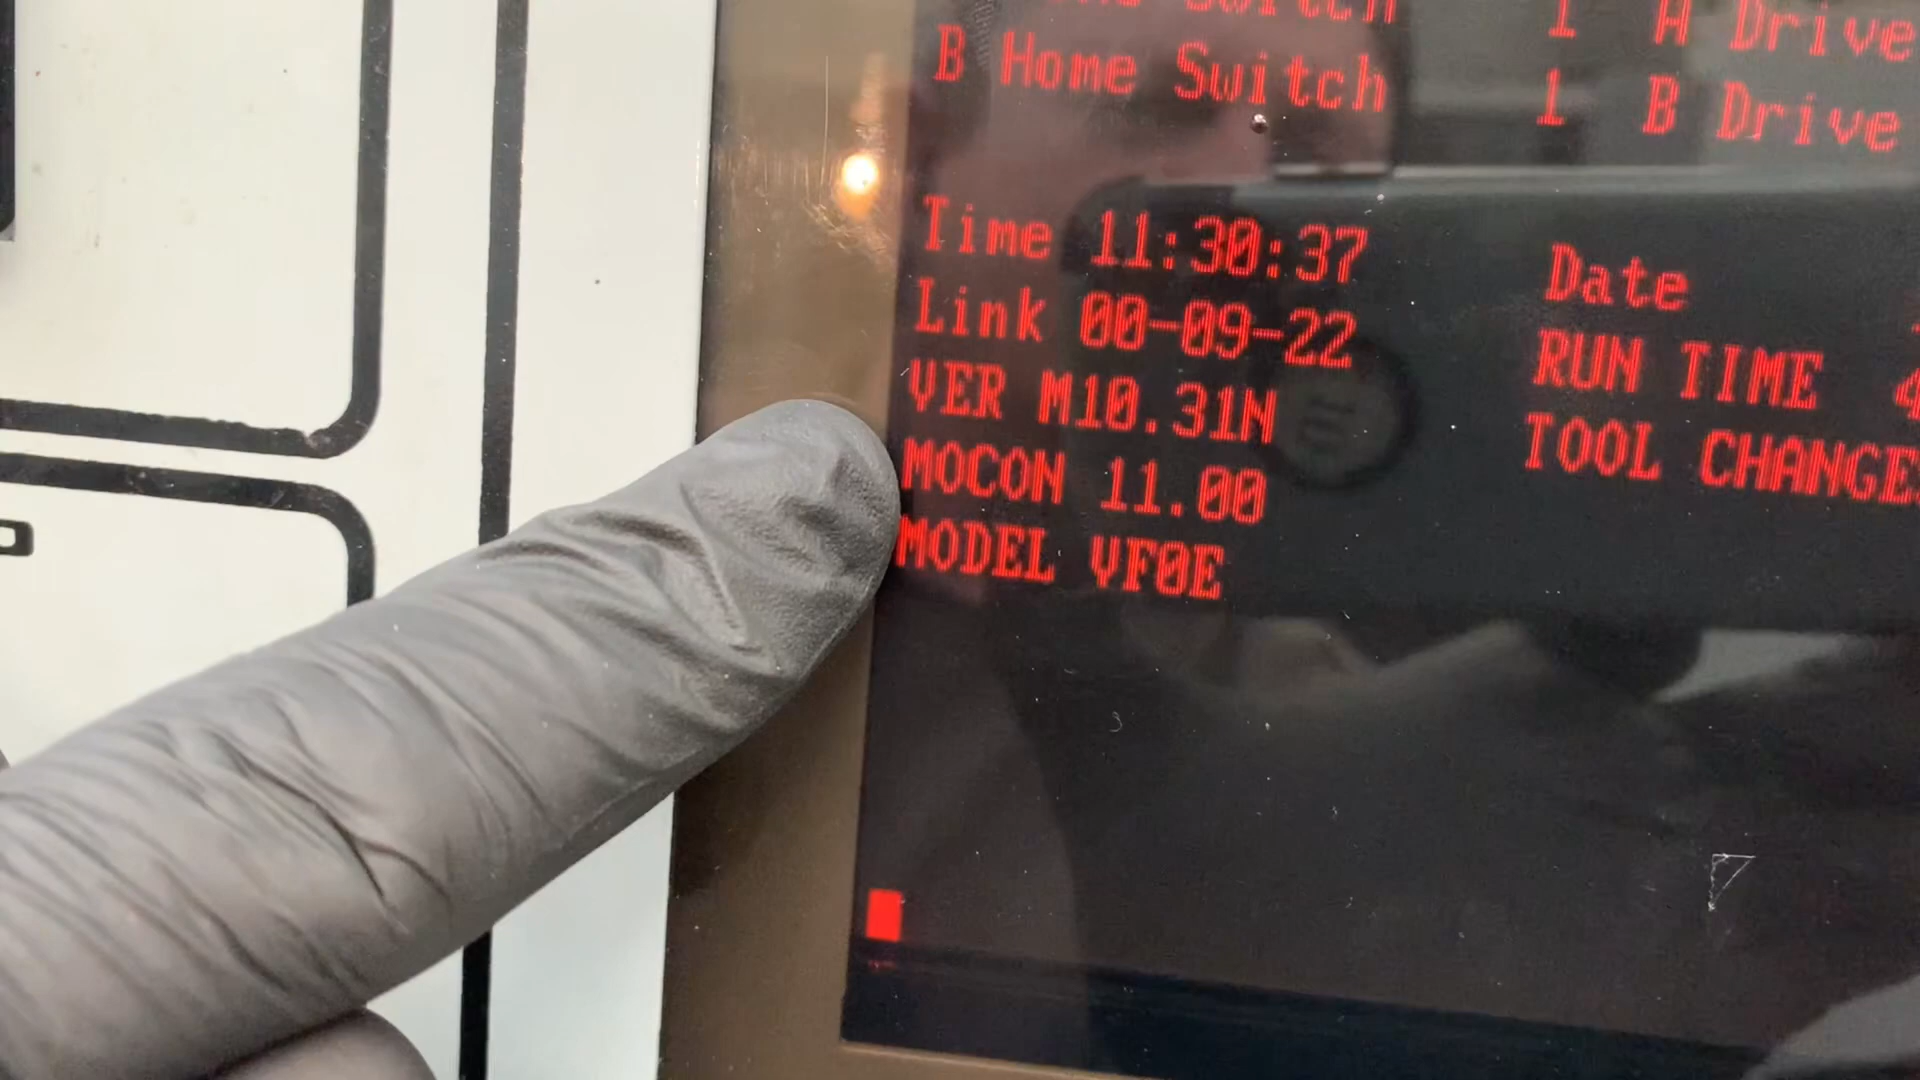 Switch 1 A Drive
B Home Switch 1 B Drive
Time 11:30:37 Date
Link 00-09-22 RUN TIME
VER M10.31N TOOL CHANGE
MOCON 11.00
MODEL VF0E